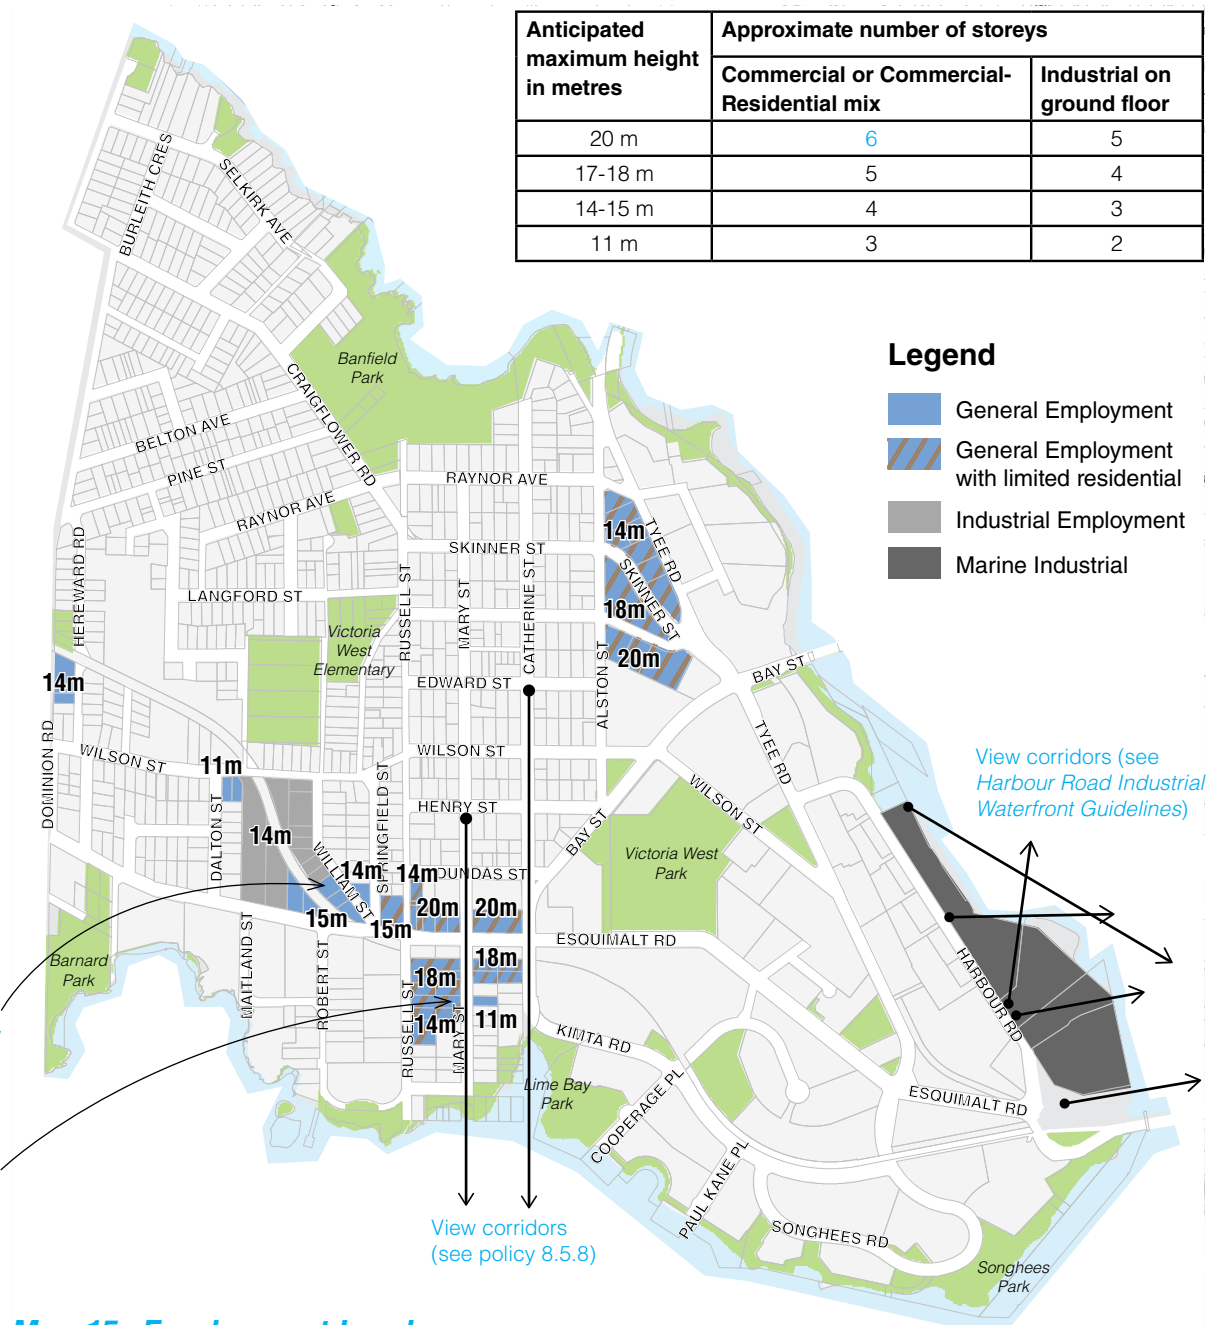 Anticipated
maximum height
in metres
Approximate number of storeys
Commercial or Commercial-
Residential mix
Industrial on
ground floor
20 m
6
5
17-18 m
5
4
14-15 m
4
3
11 m
3
2
Legend
General Employment
General Employment
with limited residential
Industrial Employment
Marine Industrial
BURLEITH CRES
SELKIRK AVE
Banfield
Park
CRAIGFLOWER RD
BELTON AVE
PINE ST
RAYNOR AVE
RAYNOR AVE
HEREWARD RD
SKINNER ST
14m
TYEE RD
SKINNER ST
LANGFORD ST
RUSSELL ST
MARY ST
CATHERINE ST
18m
Victoria
West
Elementary
20m
ALSTON ST
EDWARD ST
BAY ST
14m
DOMINION RD
WILSON ST
WILSON ST
TYEE RD
11m
View corridors (see
Harbour Road Industrial
Waterfront Guidelines)
SPRINGFIELD ST
HENRY ST
WILSON ST
DALTON ST
14m
BAY ST
WILLIAM ST
14m
14m
DUNDAS ST
Victoria West
Park
15m
15m
20m
20m
ESQUIMALT RD
Barnard
Park
MAITLAND ST
ROBERT ST
18m
18m
HARBOUR RD
RUSSELL ST
14m
MARY ST
11m
KIMTA RD
Lime Bay
Park
COOPERAGE PL
ESQUIMALT RD
PAUL KANE PL
View corridors
(see policy 8.5.8)
SONGHEES RD
Songhees
Park